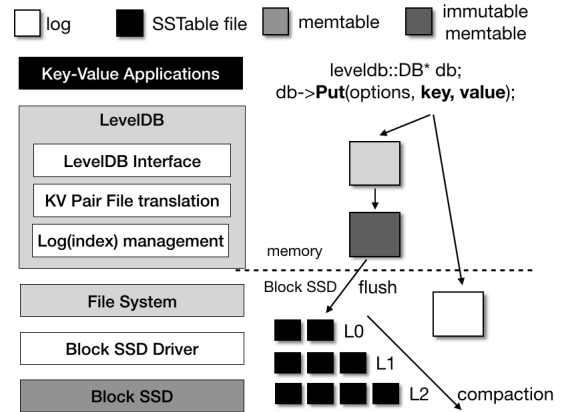 log
SSTable file
memtable
immutable
memtable
Key-Value Applications
leveldb::DB* db;
db->Put(options, key, value);
LevelDB
LevelDB Interface
KV Pair File translation
Log(index) management
memory
Block SSD
flush
File System
L0
Block SSD Driver
L1
L2
compaction
Block SSD